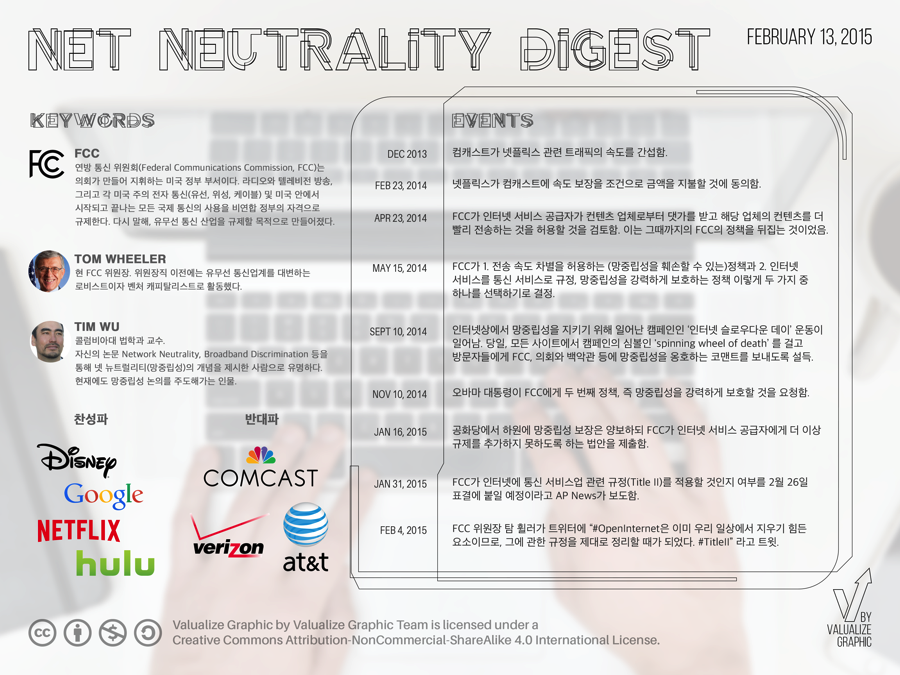 NET NEUTRALITY DIGEST
FEBRUARY 13, 2015
KEYWORDS
FCC
FCC
연방 통신 위원회(Federal Communications Commission, FCC)는
의회가 만들어 지휘하는 미국 정부 부서이다. 라디오와 텔레비전 방송,
그리고 각 미국 주의 전자 통신(유선, 위성, 케이블) 및 미국 안에서
시작되고 끝나는 모든 국제 통신의 사용을 비연합 정부의 자격으로
규제한다. 다시 말해, 유무선 통신 산업을 규제할 목적으로 만들어졌다.
TOM WHEELER
현 FCC 위원장. 위원장직 이전에는 유무선 통신업계를 대변하는
로비스트이자 벤처 캐피탈리스트로 활동했다.
TIM WU
콜럼비아대 법학과 교수.
자신의 논문 Network Neutrality, Broadband Discrimination 등을
통해 넷 뉴트럴리티(망중립성)의 개념을 제시한 사람으로 유명하다.
현재에도 망중립성 논의를 주도해가는 인물.
찬성파
반대파
Disney
Google
NETFLIX
hulu
COMCAST
verizon
at&t
EVENTS
DEC 2013
컴캐스트가 넷플릭스 관련 트래픽의 속도를 간섭함.
FEB 23, 2014
넷플릭스가 컴캐스트에 속도 보장을 조건으로 금액을 지불할 것에 동의함.
APR 23, 2014
FCC가 인터넷 서비스 공급자가 컨텐츠 업체로부터 댓가를 받고 해당 업체의 컨텐츠를 더
빨리 전송하는 것을 허용할 것을 검토함. 이는 그때까지의 FCC의 정책을 뒤집는 것이었음.
MAY 15, 2014
FCC가 1. 전송 속도 차별을 허용하는 (망중립성을 훼손할 수 있는)정책과 2. 인터넷
서비스를 통신 서비스로 규정, 망중립성을 강력하게 보호하는 정책 이렇게 두 가지 중
하나를 선택하기로 결정.
SEPT 10, 2014
인터넷상에서 망중립성을 지키기 위해 일어난 캠페인인 '인터넷 슬로우다운 데이' 운동이
일어남. 당일, 모든 사이트에서 캠페인의 심볼인 'spinning wheel of death' 를 걸고
방문자들에게 FCC, 의회와 백악관 등에 망중립성을 옹호하는 코맨트를 보내도록 설득.
NOV 10, 2014
오바마 대통령이 FCC에게 두 번째 정책, 즉 망중립성을 강력하게 보호할 것을 요청함.
JAN 16, 2015
공화당에서 하원에 망중립성 보장은 양보하되 FCC가 인터넷 서비스 공급자에게 더 이상
규제를 추가하지 못하도록 하는 법안을 제출함.
JAN 31, 2015
FCC가 인터넷에 통신 서비스업 관련 규정(Title II)를 적용할 것인지 여부를 2월 26일
표결에 붙일 예정이라고 AP News가 보도함.
FEB 4, 2015
FCC 위원장 탐 휠러가 트위터에 "#OpenInternet은 이미 우리 일상에서 지우기 힘든
요소이므로, 그에 관한 규정을 제대로 정리할 때가 되었다. #TitleII" 라고 트윗.
cc
Valualize Graphic by Valualize Graphic Team is licensed under a
Creative Commons Attribution-NonCommercial-ShareAlike 4.0 International License.
BY
VALUALIZE
GRAPHIC